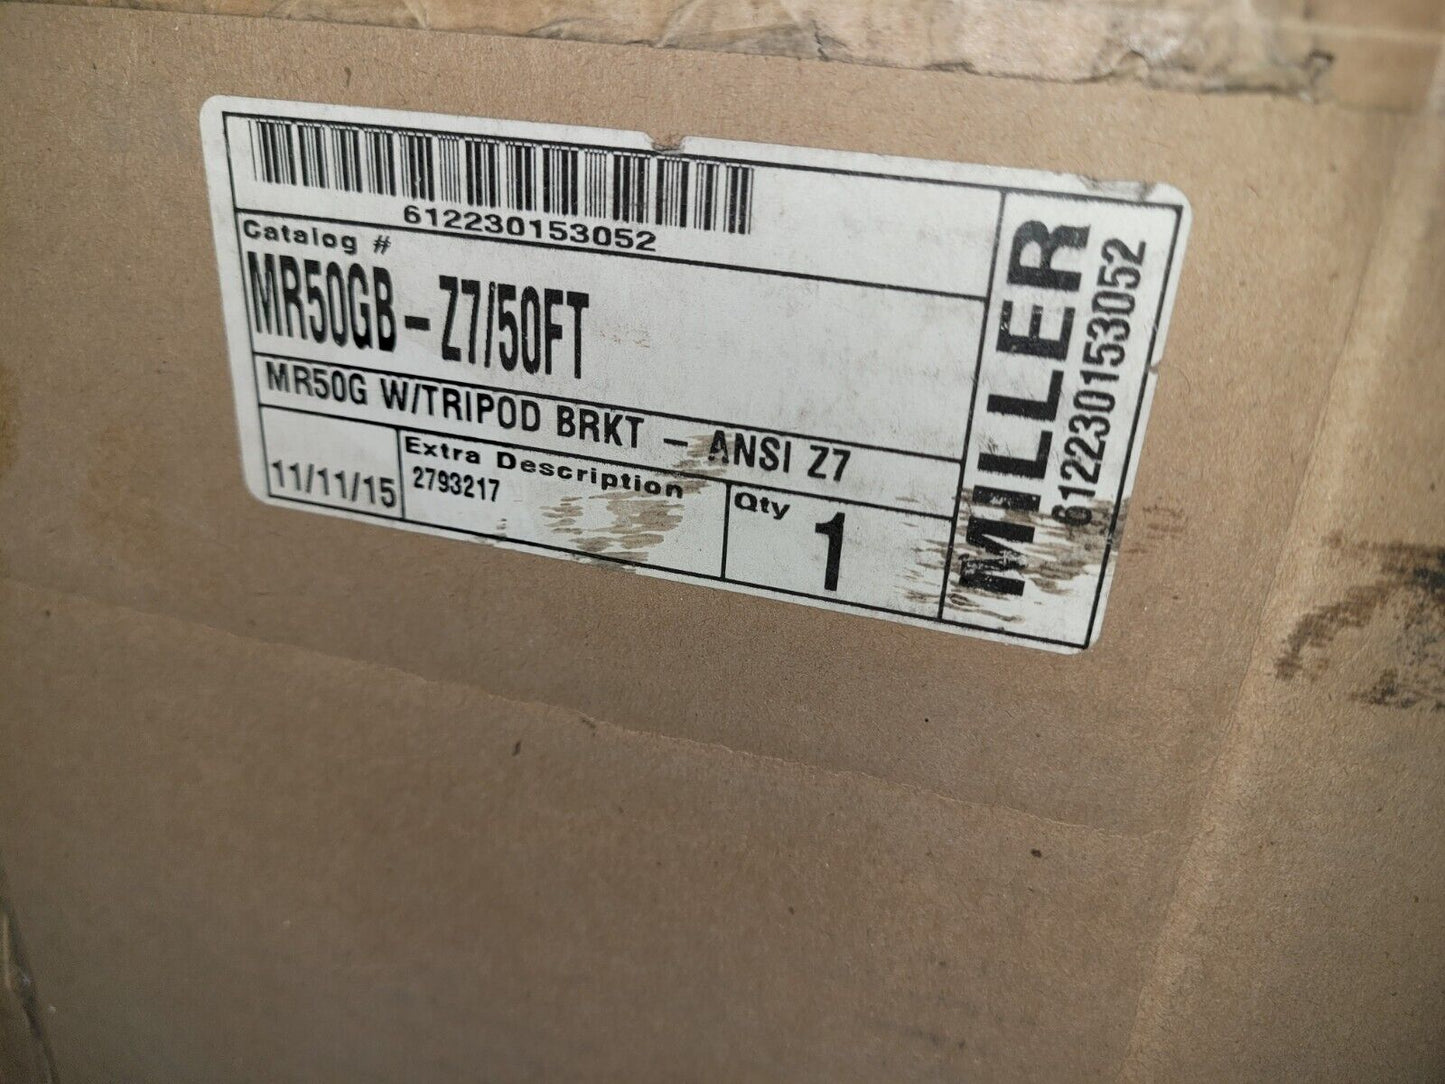 612230153052
Catalog #
MR50GB-Z7/50FT
MR50G W/TRIPOD BRKT - ANSI Z7
11/11/15
Extra Description
2793217
Qty
1
MILLER
612230153052